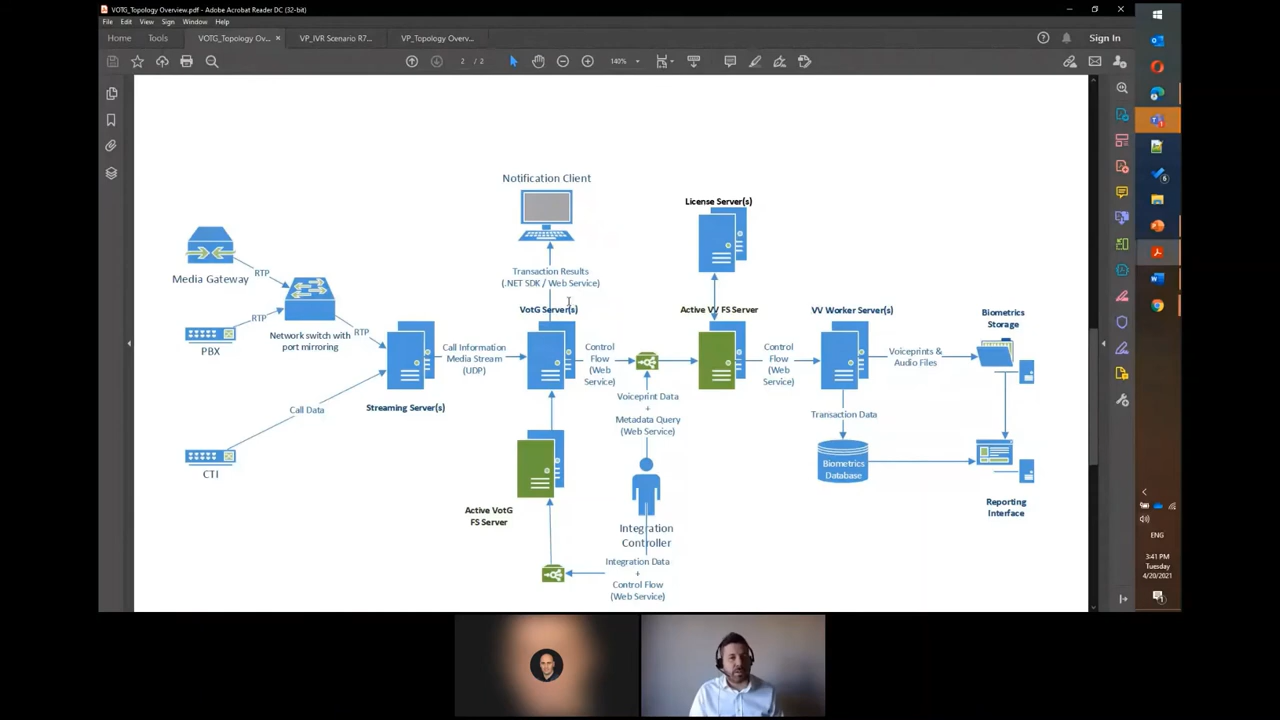 VOTG_Topology Overview.pdf - Adobe Acrobat Reader DC (32-bit)
File Edit View Sign Window Help
Home Tools VOTG_Topology Ov... × VP_IVR Scenario R7... VP_Topology Overv... Sign In
2 / 2 140%
Notification Client
License Server(s)
Media Gateway
RTP
Transaction Results
(.NET SDK / Web Service)
RTP
PBX
Network switch with
port mirroring
RTP
VotG Server(s)
Active VV FS Server
VV Worker Server(s)
Biometrics
Storage
Call Information
Media Stream
(UDP)
Control
Flow
(Web
Service)
Control
Flow
(Web
Service)
Voiceprints &
Audio Files
Streaming Server(s)
Call Data
Voiceprint Data
+
Metadata Query
(Web Service)
Transaction Data
CTI
Biometrics
Database
Active VotG
FS Server
Integration
Controller
Reporting
Interface
Integration Data
+
Control Flow
(Web Service)
ENG
3:41 PM
Tuesday
4/20/2021